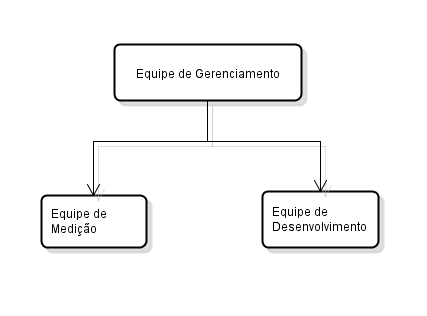 Equipe de Gerenciamento
Equipe de
Medição
Equipe de
Desenvolvimento